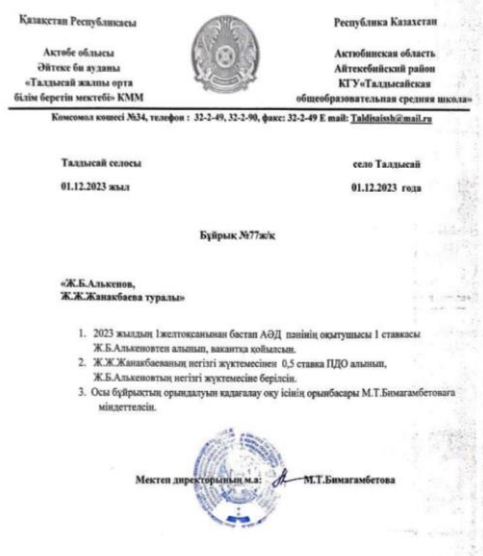 Қазақстан Республикасы
Ақтөбе облысы
Әйтеке би ауданы
«Талдысай жалпы орта
білім беретін мектебі» КММ
Республика Казахстан
Актюбинская область
Айтекебийский район
КГУ«Талдысайская
общеобразовательная средняя школа»
Комсомол көшесі №34, телефон : 32-2-49, 32-2-90, факс: 32-2-49 E mail: Taldisaissh@mail.ru
Талдысай селосы
село Талдысай
01.12.2023 жыл
01.12.2023 года
Бұйрық №77ж/қ
«Ж.Б.Алькенов,
Ж.Ж.Жанакбаева туралы»
1. 2023 жылдың 1желтоқсанынан бастап АӘД пәнінің оқытушысы 1 ставкасы
Ж.Б.Алькеновтен алынып, вакантқа қойылсын.
2. Ж.Ж.Жанакбаеваның негізгі жүктемесінен 0,5 ставка ПДО алынып,
Ж.Б.Алькеновтың негізгі жүктемесіне берілсін.
3. Осы бұйрықтың орындалуын қадағалау оқу ісінің орынбасары М.Т.Бимагамбетоваға
міндеттелсін.
Мектеп директорының м.а:
М.Т.Бимагамбетова